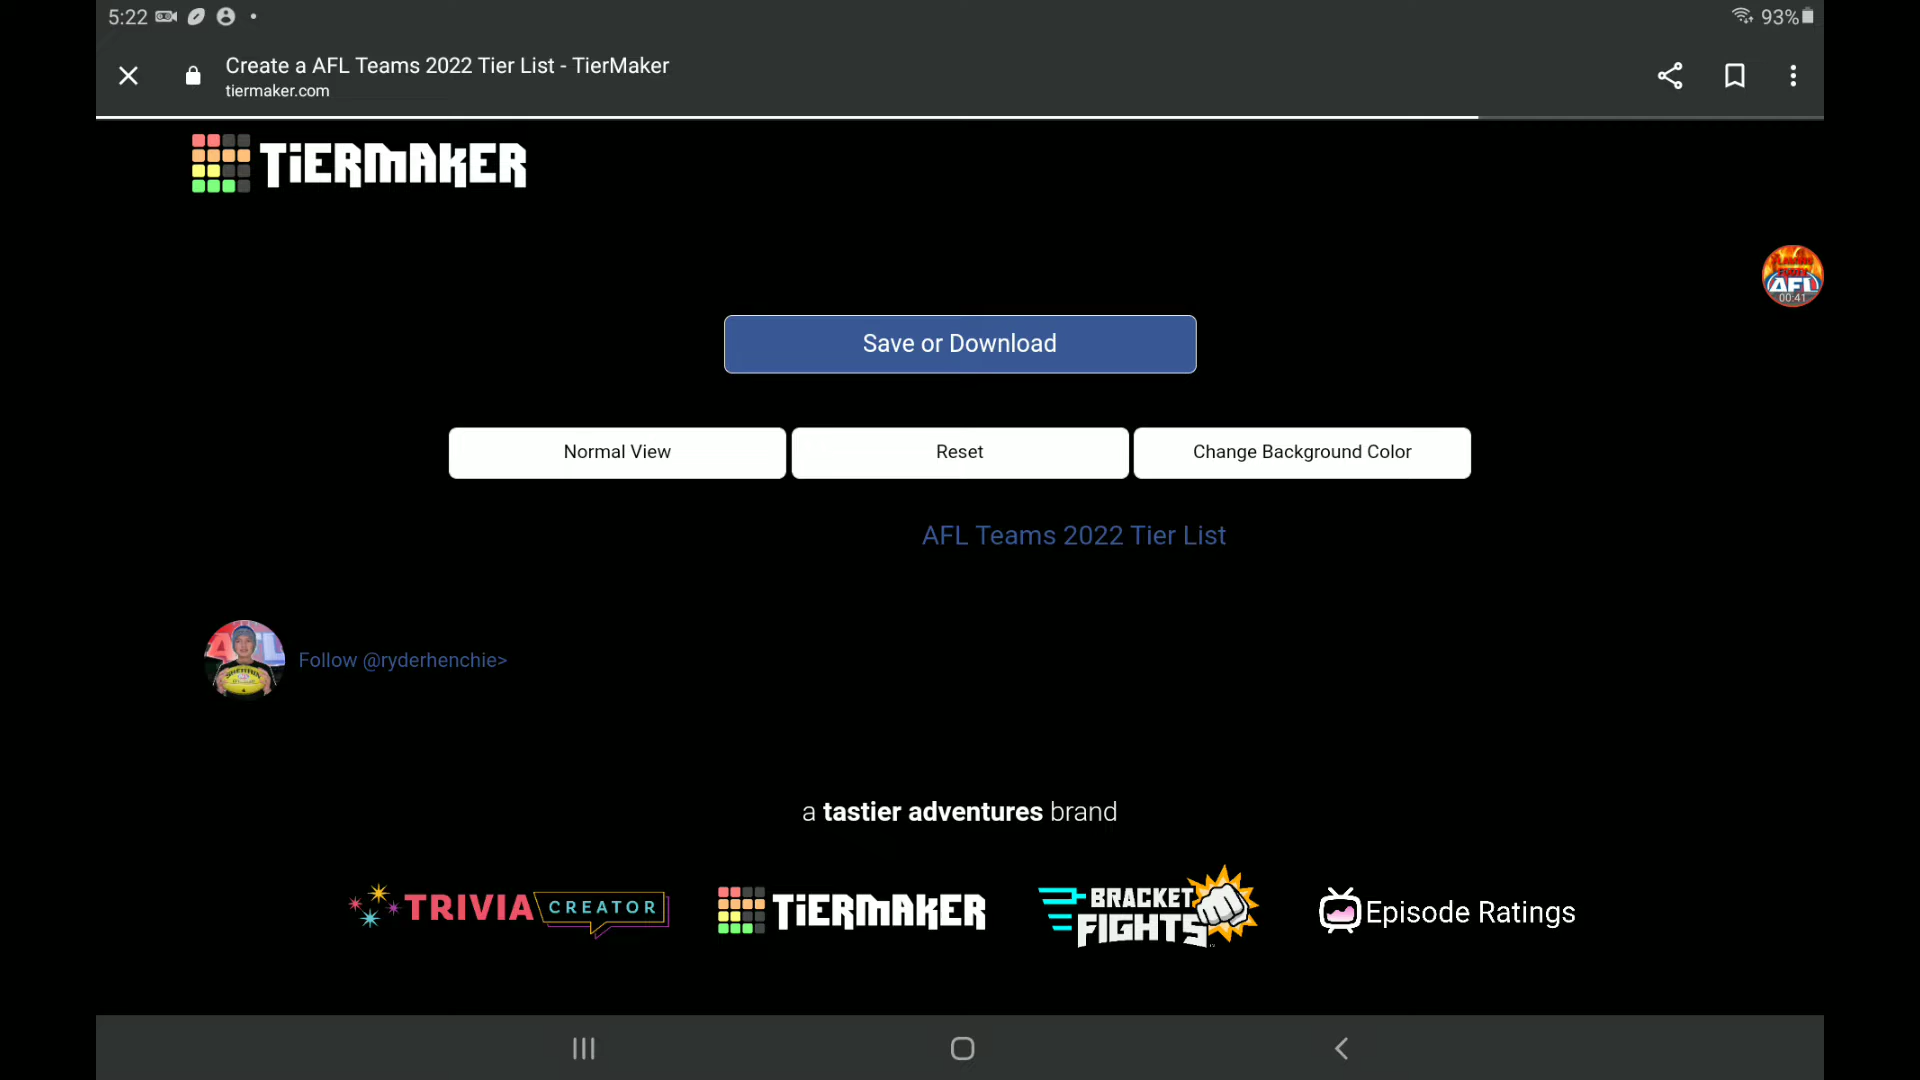 5:22
93%
Create a AFL Teams 2022 Tier List - TierMaker
tiermaker.com
TiERMAKER
FLAMING
FOOTY
AFL
00:41
Save or Download
Normal View
Reset
Change Background Color
AFL Teams 2022 Tier List
Follow @ryderhenchie>
a tastier adventures brand
TRIVIA CREATOR
TiERMAKER
BRACKET
FIGHTS
Episode Ratings